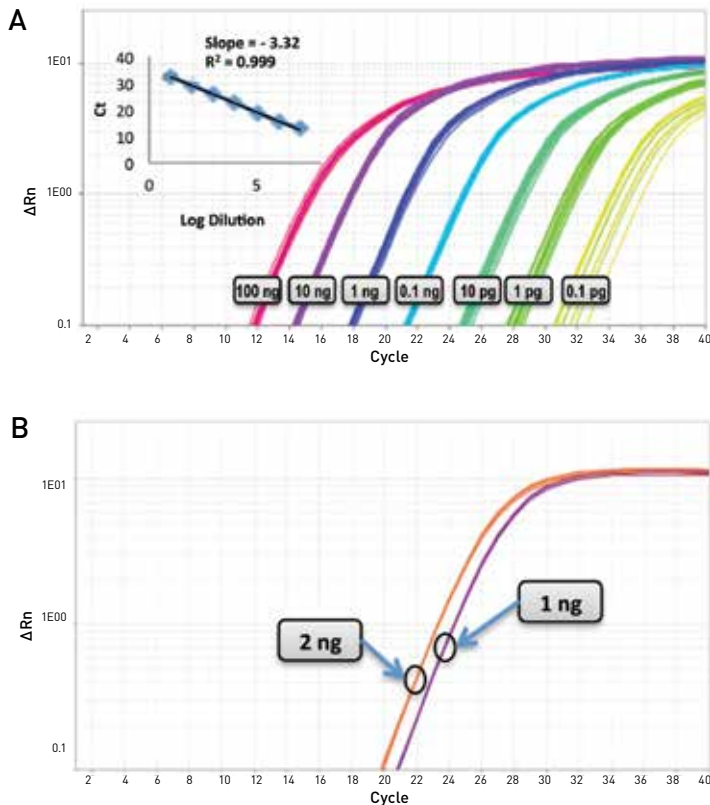 A
Slope = - 3.32
R² = 0.999
40
30
20
10
0
Ct
0 5
Log Dilution
1E01
1E00
0.1
ΔRn
100 ng 10 ng 1 ng 0.1 ng 10 pg 1 pg 0.1 pg
2 4 6 8 10 12 14 16 18 20 22 24 26 28 30 32 34 36 38 40
Cycle
B
1E01
1E00
0.1
ΔRn
1 ng
2 ng
2 4 6 8 10 12 14 16 18 20 22 24 26 28 30 32 34 36 38 40
Cycle